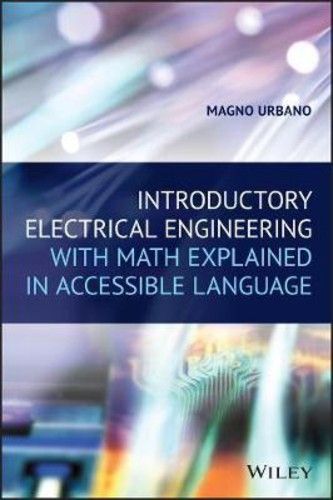 MAGNO URBANO
INTRODUCTORY
ELECTRICAL ENGINEERING
WITH MATH EXPLAINED
IN ACCESSIBLE LANGUAGE
WILEY